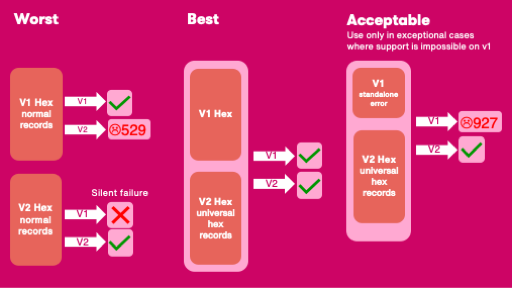 Worst
V1 Hex
normal
records
V1
V2
☹529
V2 Hex
normal
records
Silent failure
V1
V2
Best
V1 Hex
V2 Hex
universal
hex
records
V1
V2
Acceptable
Use only in exceptional cases
where support is impossible on v1
V1
standalone
error
V2 Hex
universal
hex
records
V1
☹927
V2